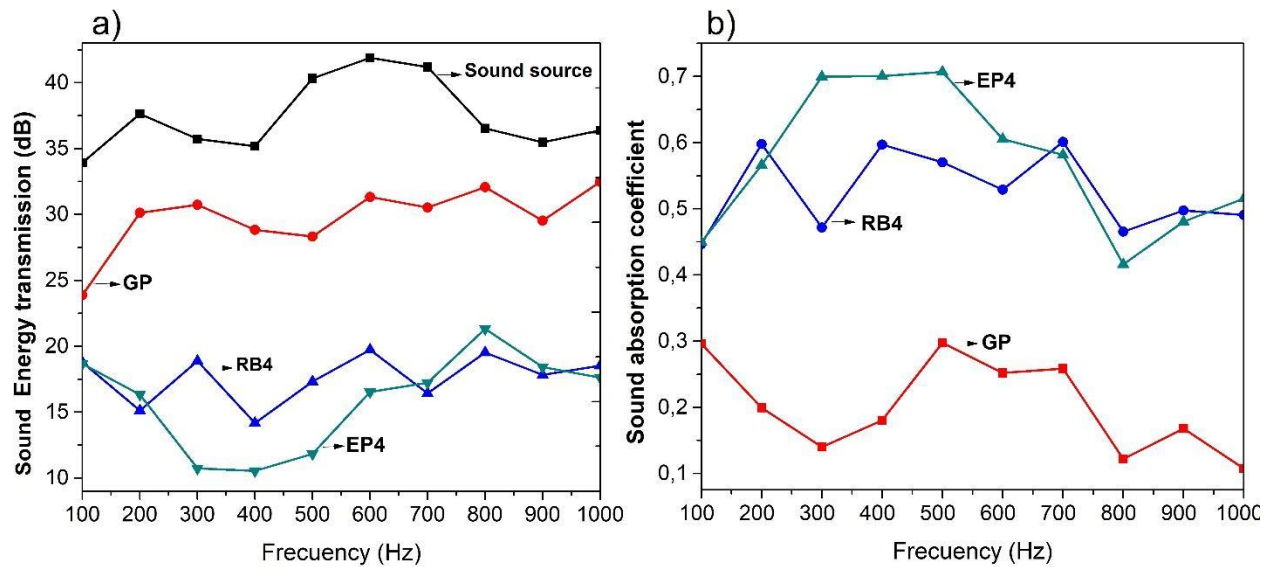 a)
Sound Energy transmission (dB)
40
35
30
25
20
15
10
Sound source
GP
RB4
EP4
100 200 300 400 500 600 700 800 900 1000
Frecuency (Hz)
b)
Sound absorption coefficient
0,7
0,6
0,5
0,4
0,3
0,2
0,1
EP4
RB4
GP
100 200 300 400 500 600 700 800 900 1000
Frecuency (Hz)